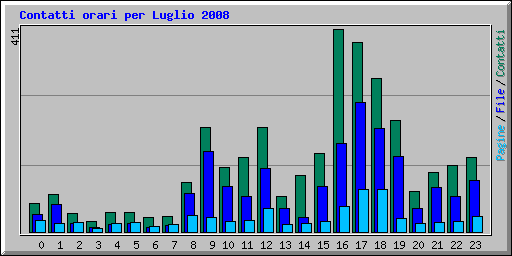 Contatti orari per Luglio 2008
411
Pagine/File/Contatti
0 1 2 3 4 5 6 7 8 9 10 11 12 13 14 15 16 17 18 19 20 21 22 23